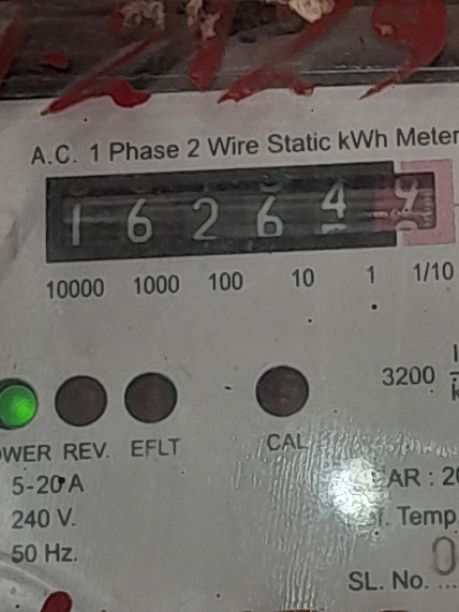 A.C. 1 Phase 2 Wire Static kWh Meter
1 6 2 6 4 9
10000 1000 100 10 1 1/10
3200
REV. EFLT CAL
5-20 A
240 V.
50 Hz.
Temp
SL. No. ...